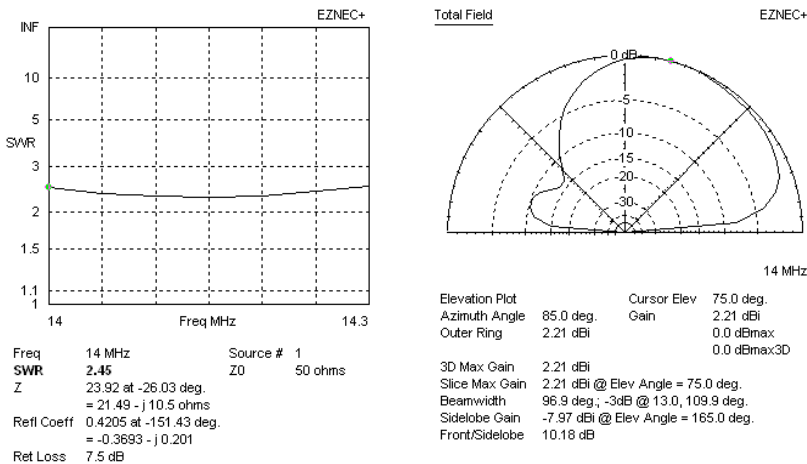 EZNEC+
INF
10
5
SWR
3
2
1.5
1.1
1
14 Freq MHz 14.3
Freq 14 MHz Source # 1
SWR 2.45 Z0 50 ohms
Z 23.92 at -26.03 deg.
= 21.49 - j 10.5 ohms
Refl Coeff 0.4205 at -151.43 deg.
= -0.3693 - j 0.201
Ret Loss 7.5 dB
Total Field EZNEC+
0 dB
-5
-10
-15
-20
-30
14 MHz
Elevation Plot Cursor Elev 75.0 deg.
Azimuth Angle 85.0 deg. Gain 2.21 dBi
Outer Ring 2.21 dBi 0.0 dBmax
0.0 dBmax3D
3D Max Gain 2.21 dBi
Slice Max Gain 2.21 dBi @ Elev Angle = 75.0 deg.
Beamwidth 96.9 deg.; -3dB @ 13.0, 109.9 deg.
Sidelobe Gain -7.97 dBi @ Elev Angle = 165.0 deg.
Front/Sidelobe 10.18 dB